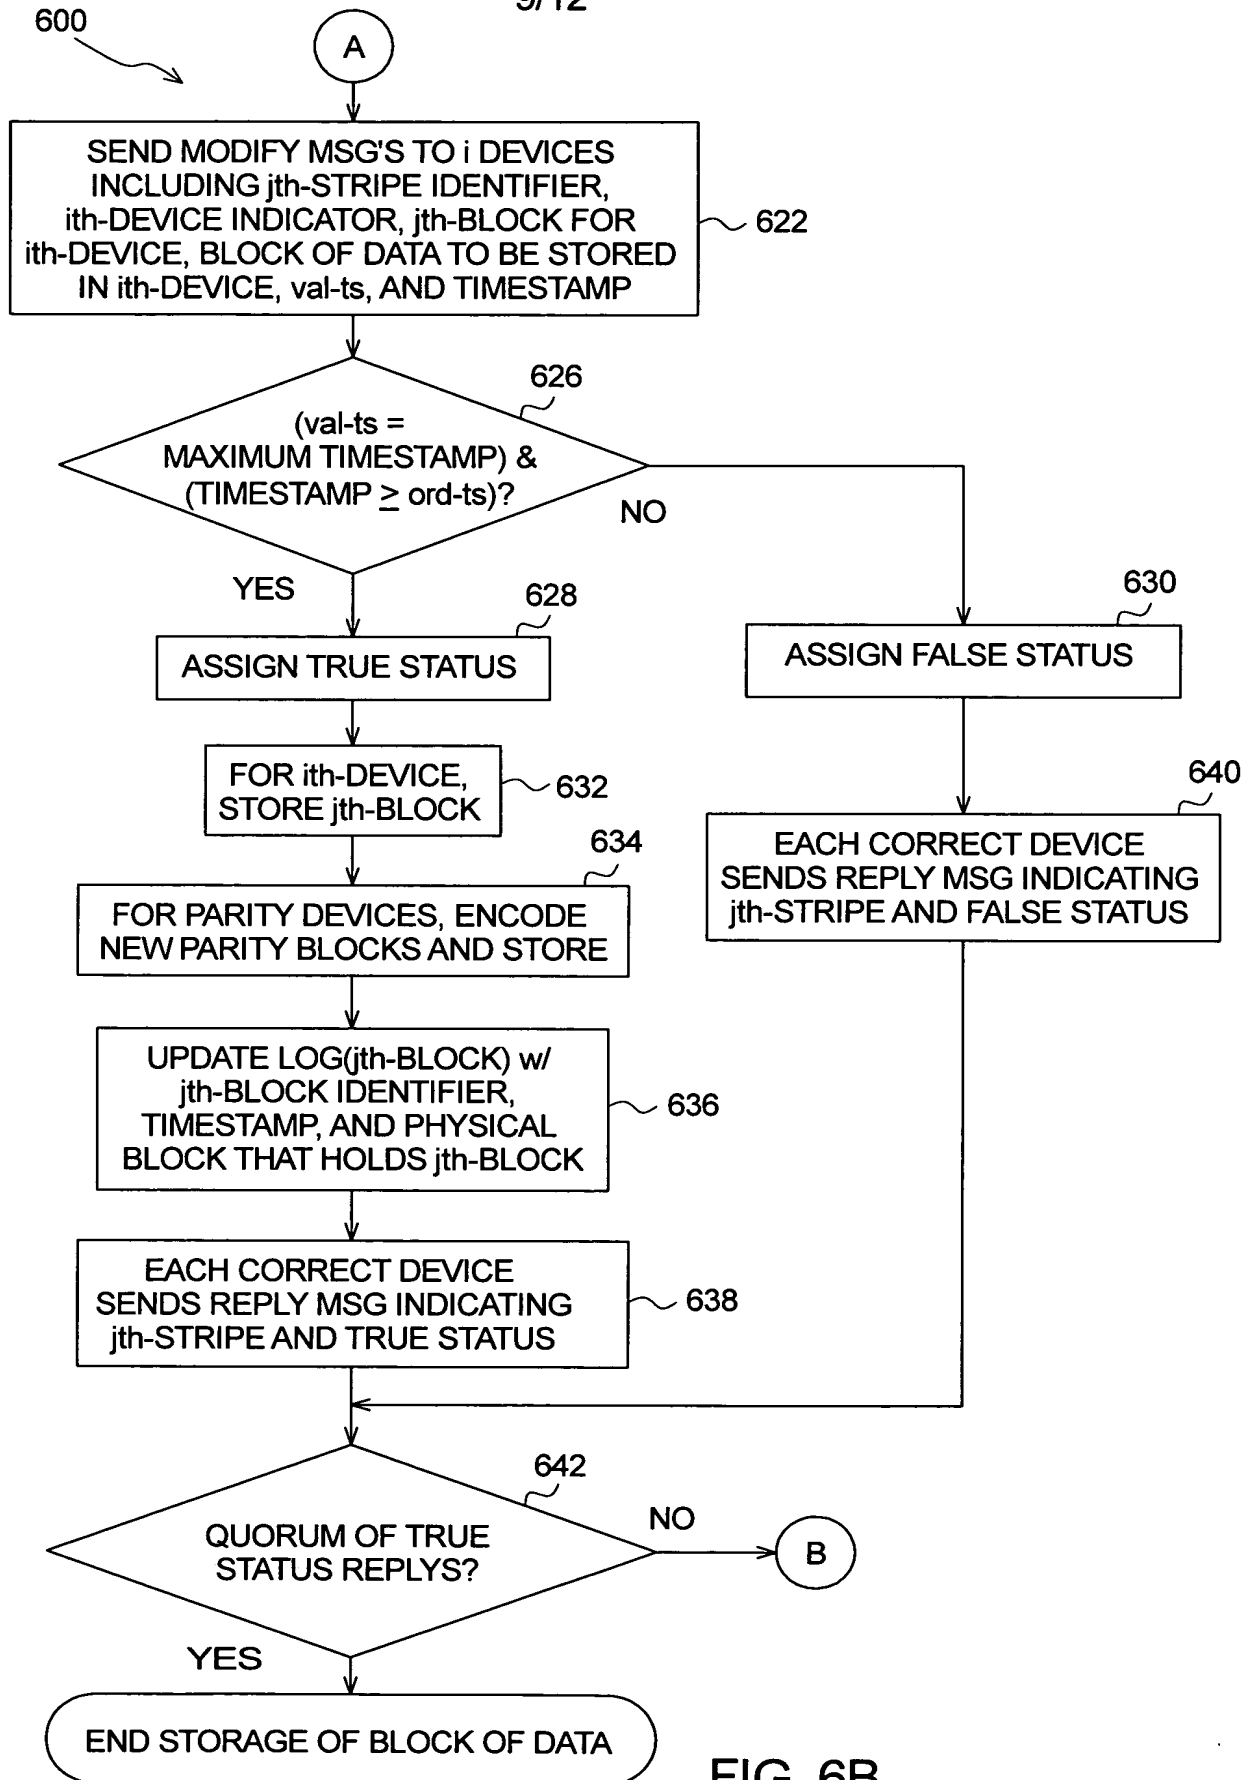 9/12
600
A
SEND MODIFY MSG'S TO i DEVICES
INCLUDING jth-STRIPE IDENTIFIER,
ith-DEVICE INDICATOR, jth-BLOCK FOR
ith-DEVICE, BLOCK OF DATA TO BE STORED
IN ith-DEVICE, val-ts, AND TIMESTAMP
622
626
(val-ts =
MAXIMUM TIMESTAMP) &
(TIMESTAMP ≥ ord-ts)?
NO
YES
628
630
ASSIGN TRUE STATUS
ASSIGN FALSE STATUS
FOR ith-DEVICE,
STORE jth-BLOCK
632
640
EACH CORRECT DEVICE
SENDS REPLY MSG INDICATING
jth-STRIPE AND FALSE STATUS
634
FOR PARITY DEVICES, ENCODE
NEW PARITY BLOCKS AND STORE
UPDATE LOG(jth-BLOCK) w/
jth-BLOCK IDENTIFIER,
TIMESTAMP, AND PHYSICAL
BLOCK THAT HOLDS jth-BLOCK
636
EACH CORRECT DEVICE
SENDS REPLY MSG INDICATING
jth-STRIPE AND TRUE STATUS
638
642
QUORUM OF TRUE
STATUS REPLYS?
NO
B
YES
END STORAGE OF BLOCK OF DATA
FIG. 6B